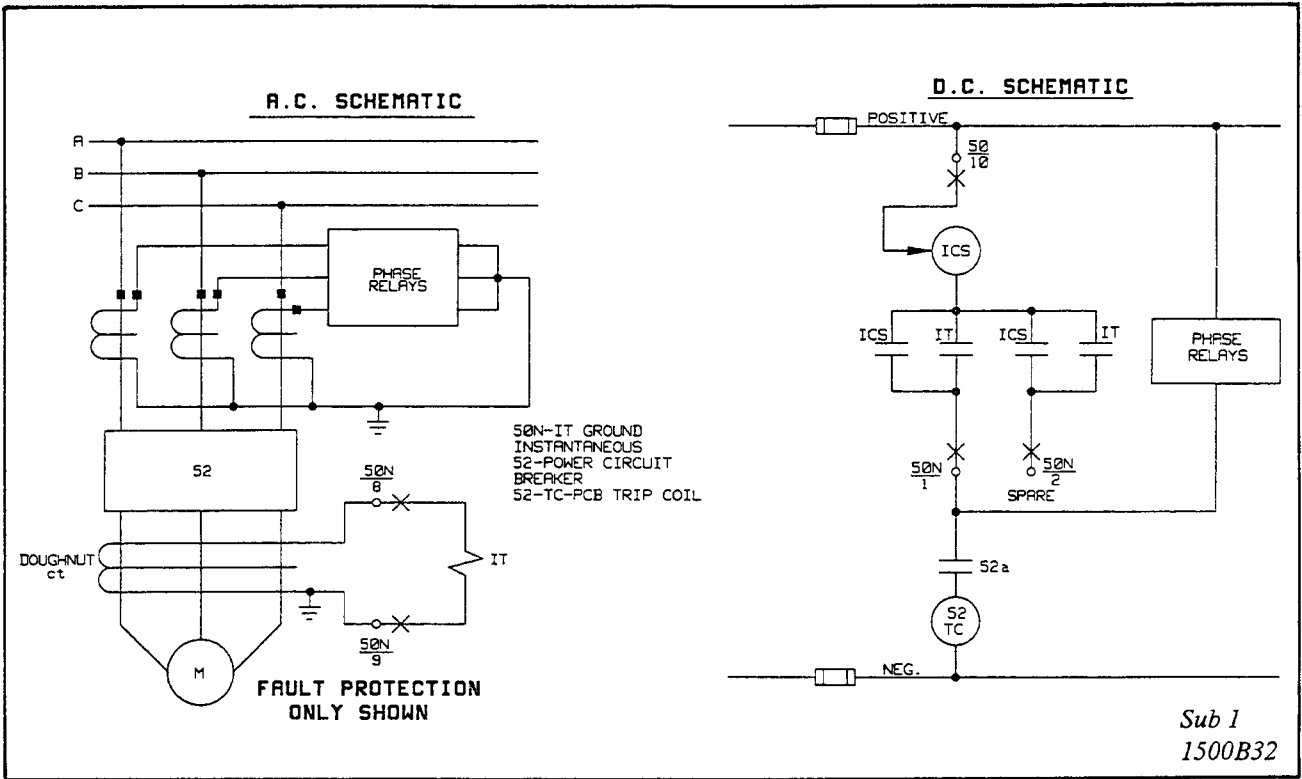 A.C. SCHEMATIC
A
B
C
PHASE
RELAYS
52
50N-IT GROUND
INSTANTANEOUS
52-POWER CIRCUIT
BREAKER
52-TC-PCB TRIP COIL
DOUGHNUT
ct
50N
8
IT
50N
9
M
FAULT PROTECTION
ONLY SHOWN
D.C. SCHEMATIC
POSITIVE
50
10
ICS
ICS
IT
ICS
IT
PHASE
RELAYS
50N
1
50N
2
SPARE
52a
52
TC
NEG.
Sub 1
1500B32